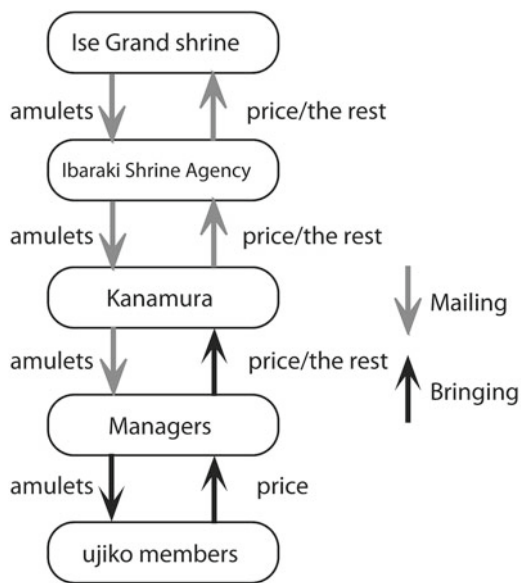 Ise Grand shrine
amulets price/the rest
Ibaraki Shrine Agency
amulets price/the rest
Kanamura
Mailing
amulets price/the rest
Bringing
Managers
amulets price
ujiko members